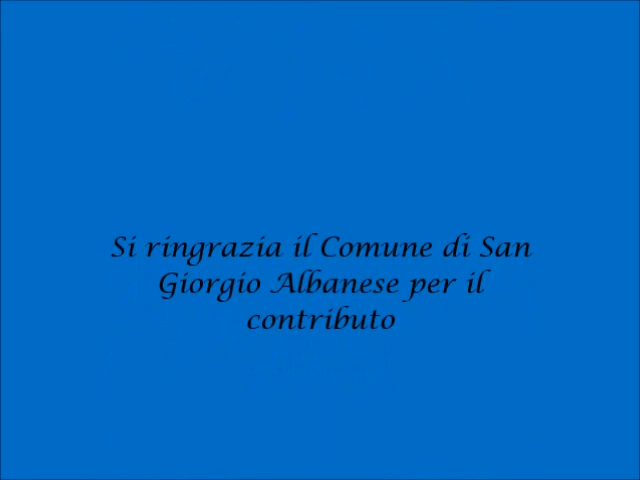 Si ringrazia il Comune di San
Giorgio Albanese per il
contributo